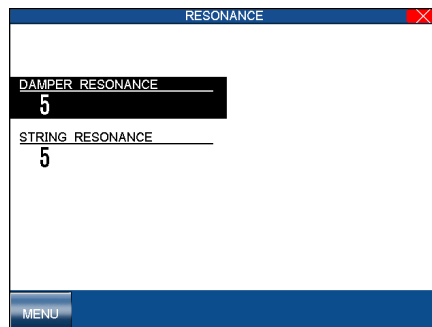 RESONANCE
DAMPER RESONANCE
5
STRING RESONANCE
5
MENU